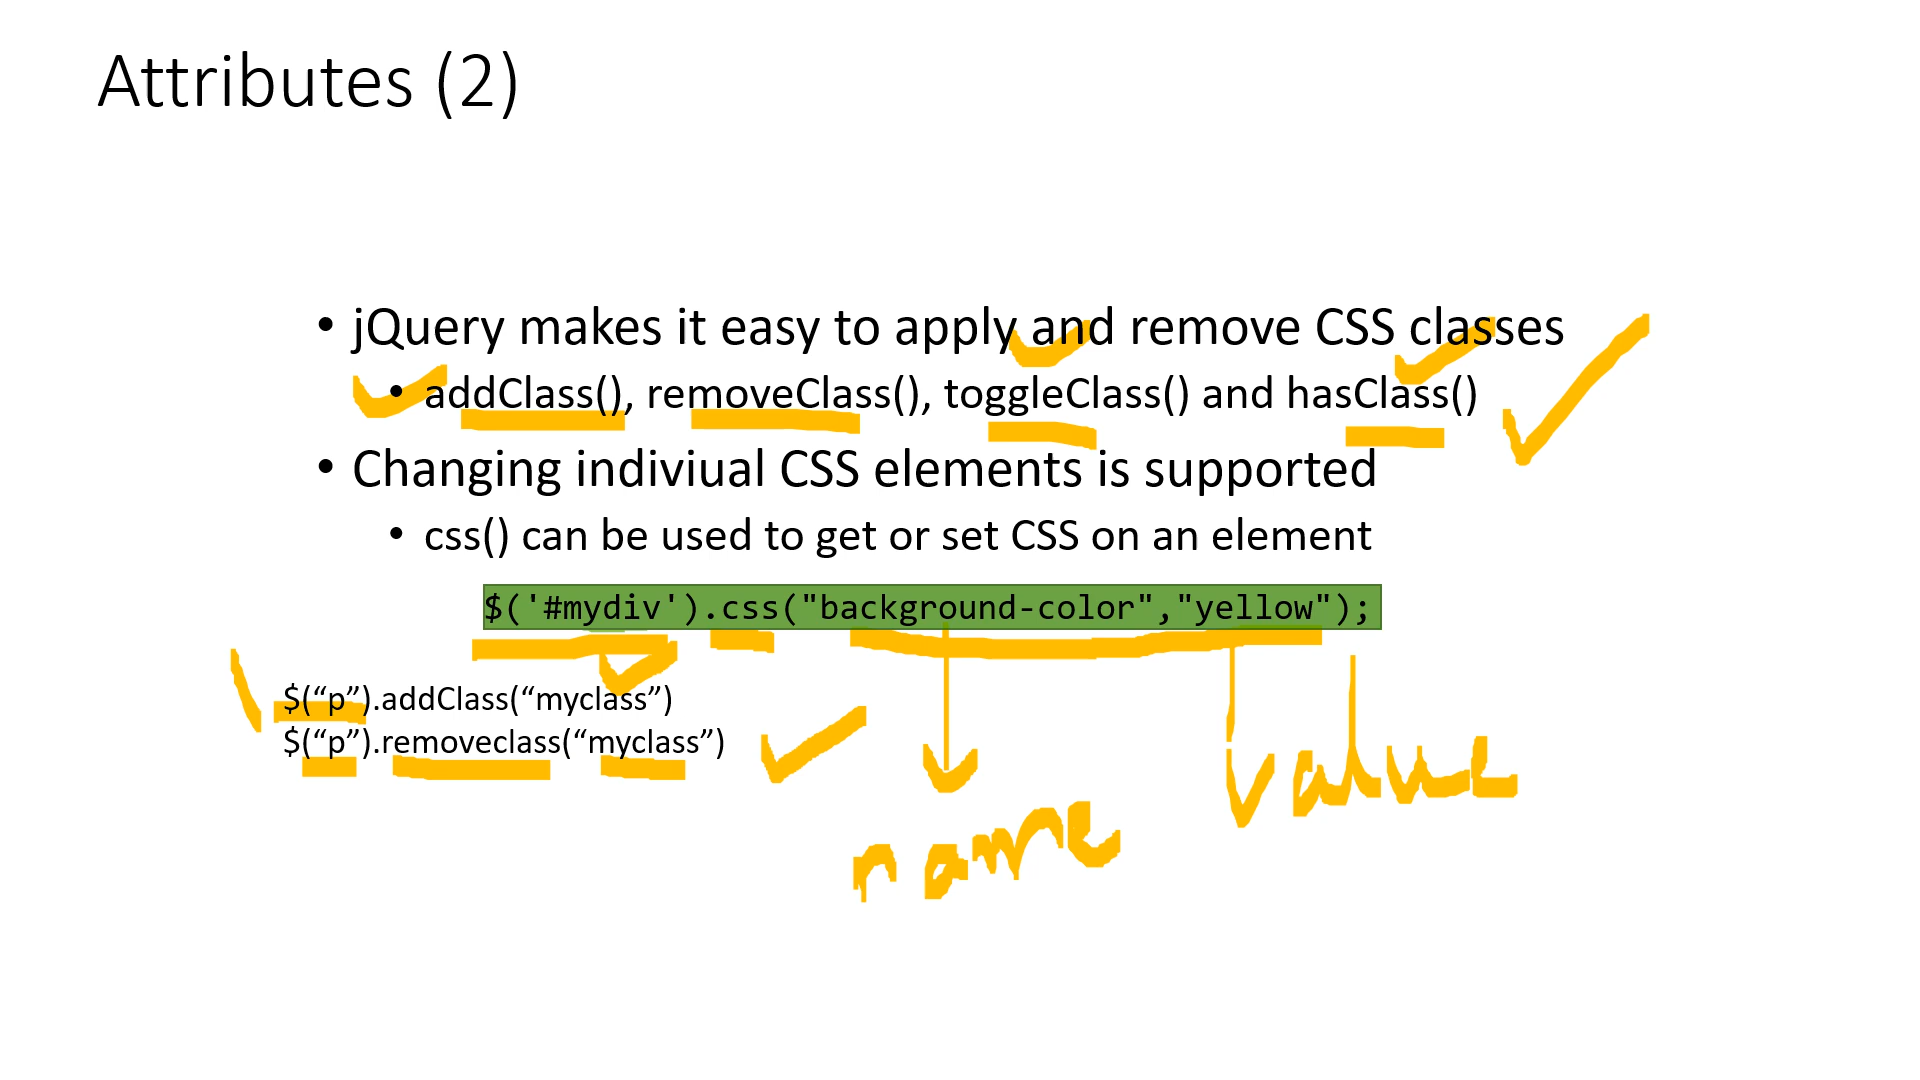 Attributes (2)
• jQuery makes it easy to apply and remove CSS classes
• addClass(), removeClass(), toggleClass() and hasClass()
• Changing indiviual CSS elements is supported
• css() can be used to get or set CSS on an element
$('#mydiv').css("background-color","yellow");
$(“p”).addClass(“myclass”)
$(“p”).removeclass(“myclass”)
value
name